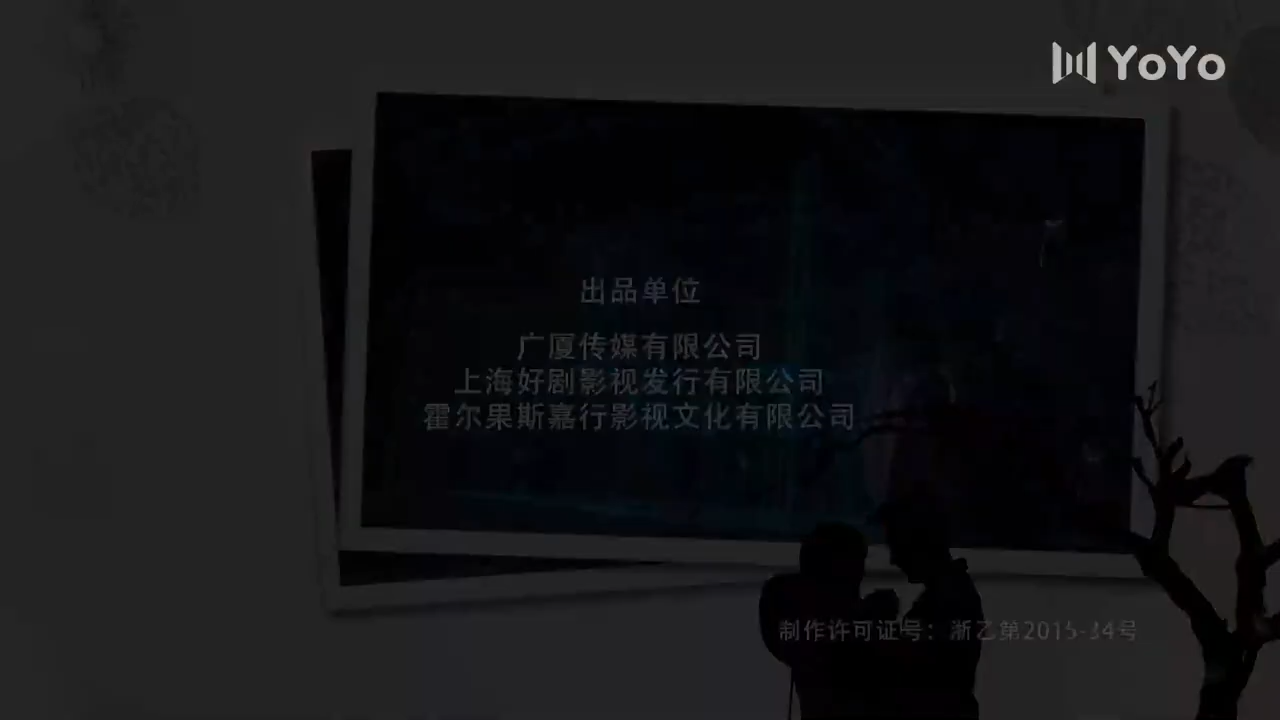 YoYo
出品单位
广厦传媒有限公司
上海好剧影视发行有限公司
霍尔果斯嘉行影视文化有限公司
制作许可证号：浙乙第2015-34号